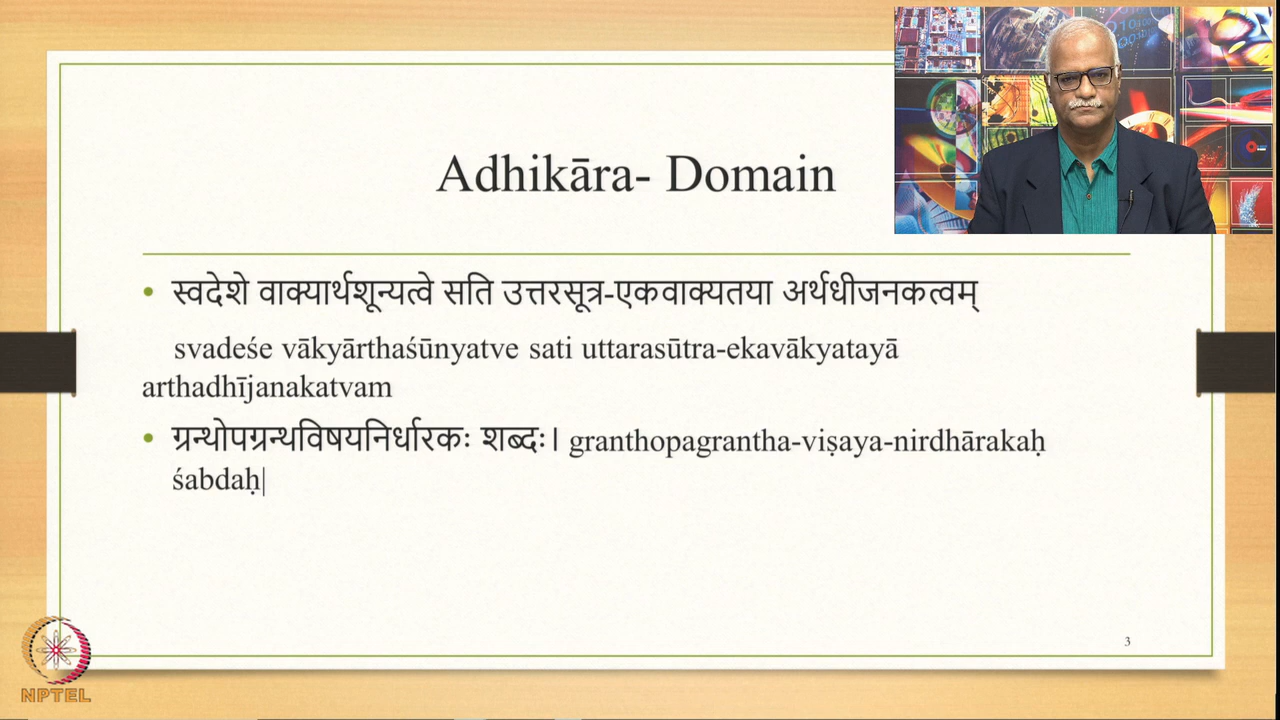 Adhikāra- Domain
• स्वदेशे वाक्यार्थशून्यत्वे सति उत्तरसूत्र-एकवाक्यतया अर्थधीजनकत्वम्
svadeśe vākyārthaśūnyatve sati uttarasūtra-ekavākyatayā
arthadhījanakatvam
• ग्रन्थोपग्रन्थविषयनिर्धारकः शब्दः। granthopagrantha-viṣaya-nirdhārakaḥ
śabdaḥ|
3
NPTEL